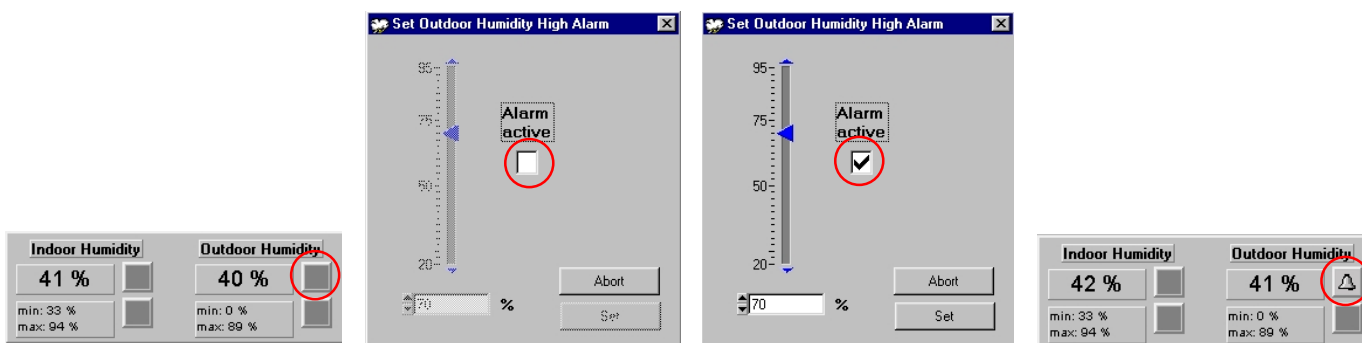 Indoor Humidity Outdoor Humidity
41 % 40 %
min: 33 % min: 0 %
max: 94 % max: 89 %
Set Outdoor Humidity High Alarm
95
75
50
20
Alarm
active
Abort
70 %
Set
Set Outdoor Humidity High Alarm
95
75
50
20
Alarm
active
Abort
70 %
Set
Indoor Humidity Outdoor Humidity
42 % 41 %
min: 33 % min: 0 %
max: 94 % max: 89 %